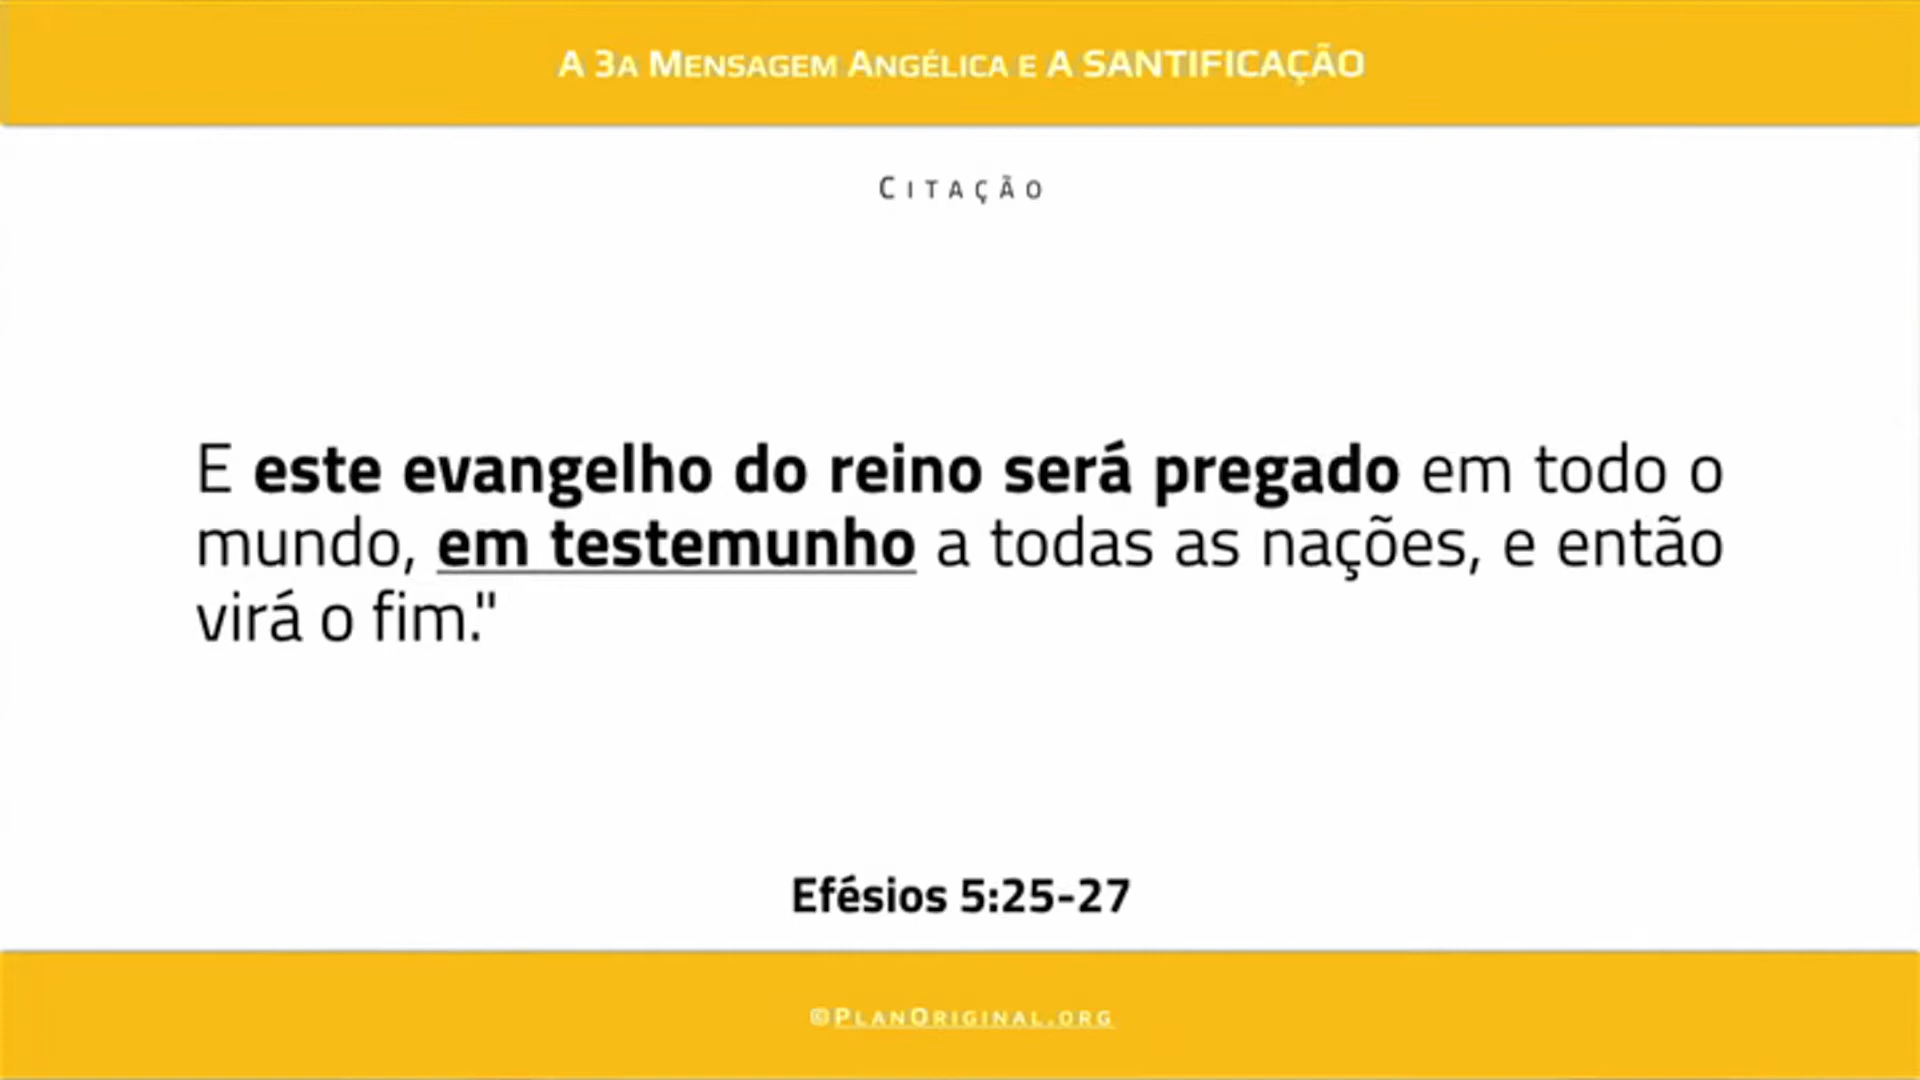 A 3a Mensagem Angélica e A SANTIFICAÇÃO
Citação
E este evangelho do reino será pregado em todo o
mundo, em testemunho a todas as nações, e então
virá o fim."
Efésios 5:25-27
©PlanOriginal.org